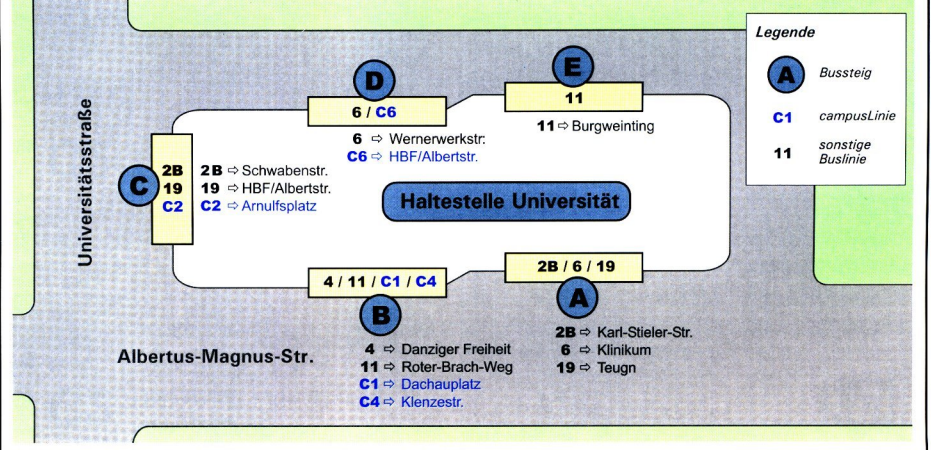 Legende
A Bussteig
C1 campusLinie
11 sonstige
Buslinie
Universitätsstraße
D
6 / C6
6 ⇨ Wernerwerkstr:
C6 ⇨ HBF/Albertstr.
E
11
11 ⇨ Burgweinting
C
2B
19
C2
2B ⇨ Schwabenstr.
19 ⇨ HBF/Albertstr.
C2 ⇨ Arnulfsplatz
Haltestelle Universität
4 / 11 / C1 / C4
B
4 ⇨ Danziger Freiheit
11 ⇨ Roter-Brach-Weg
C1 ⇨ Dachauplatz
C4 ⇨ Klenzestr.
2B / 6 / 19
A
2B ⇨ Karl-Stieler-Str.
6 ⇨ Klinikum
19 ⇨ Teugn
Albertus-Magnus-Str.